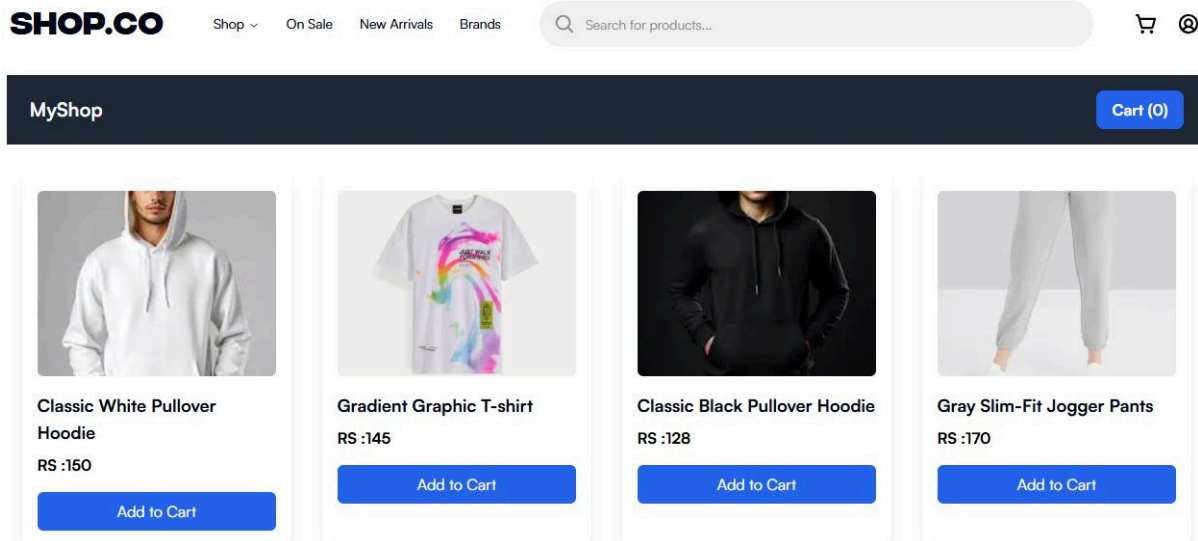 SHOP.CO
Shop On Sale New Arrivals Brands Search for products...
MyShop Cart (0)
JUST WALK
Classic White Pullover
Hoodie
RS :150
Add to Cart
Gradient Graphic T-shirt
RS :145
Add to Cart
Classic Black Pullover Hoodie
RS :128
Add to Cart
Gray Slim-Fit Jogger Pants
RS :170
Add to Cart